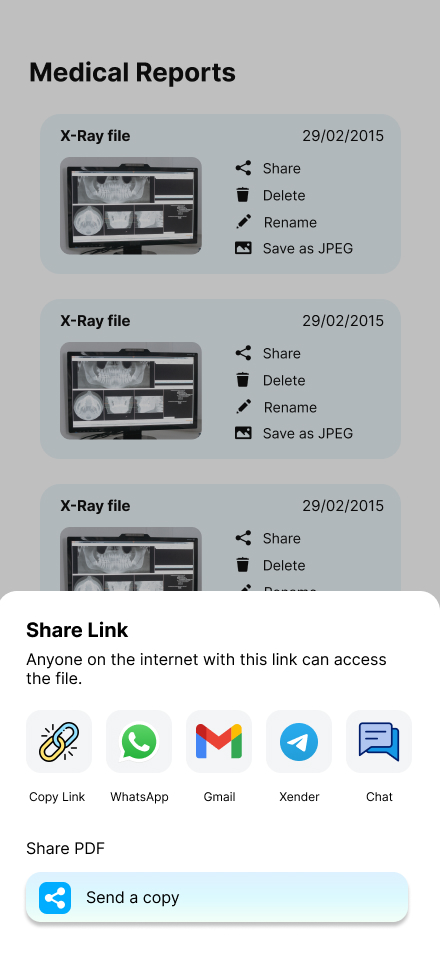 Medical Reports
X-Ray file 29/02/2015
Share
Delete
Rename
Save as JPEG
X-Ray file 29/02/2015
Share
Delete
Rename
Save as JPEG
X-Ray file 29/02/2015
Share
Delete
Rename
Share Link
Anyone on the internet with this link can access
the file.
Copy Link WhatsApp Gmail Xender Chat
Share PDF
Send a copy